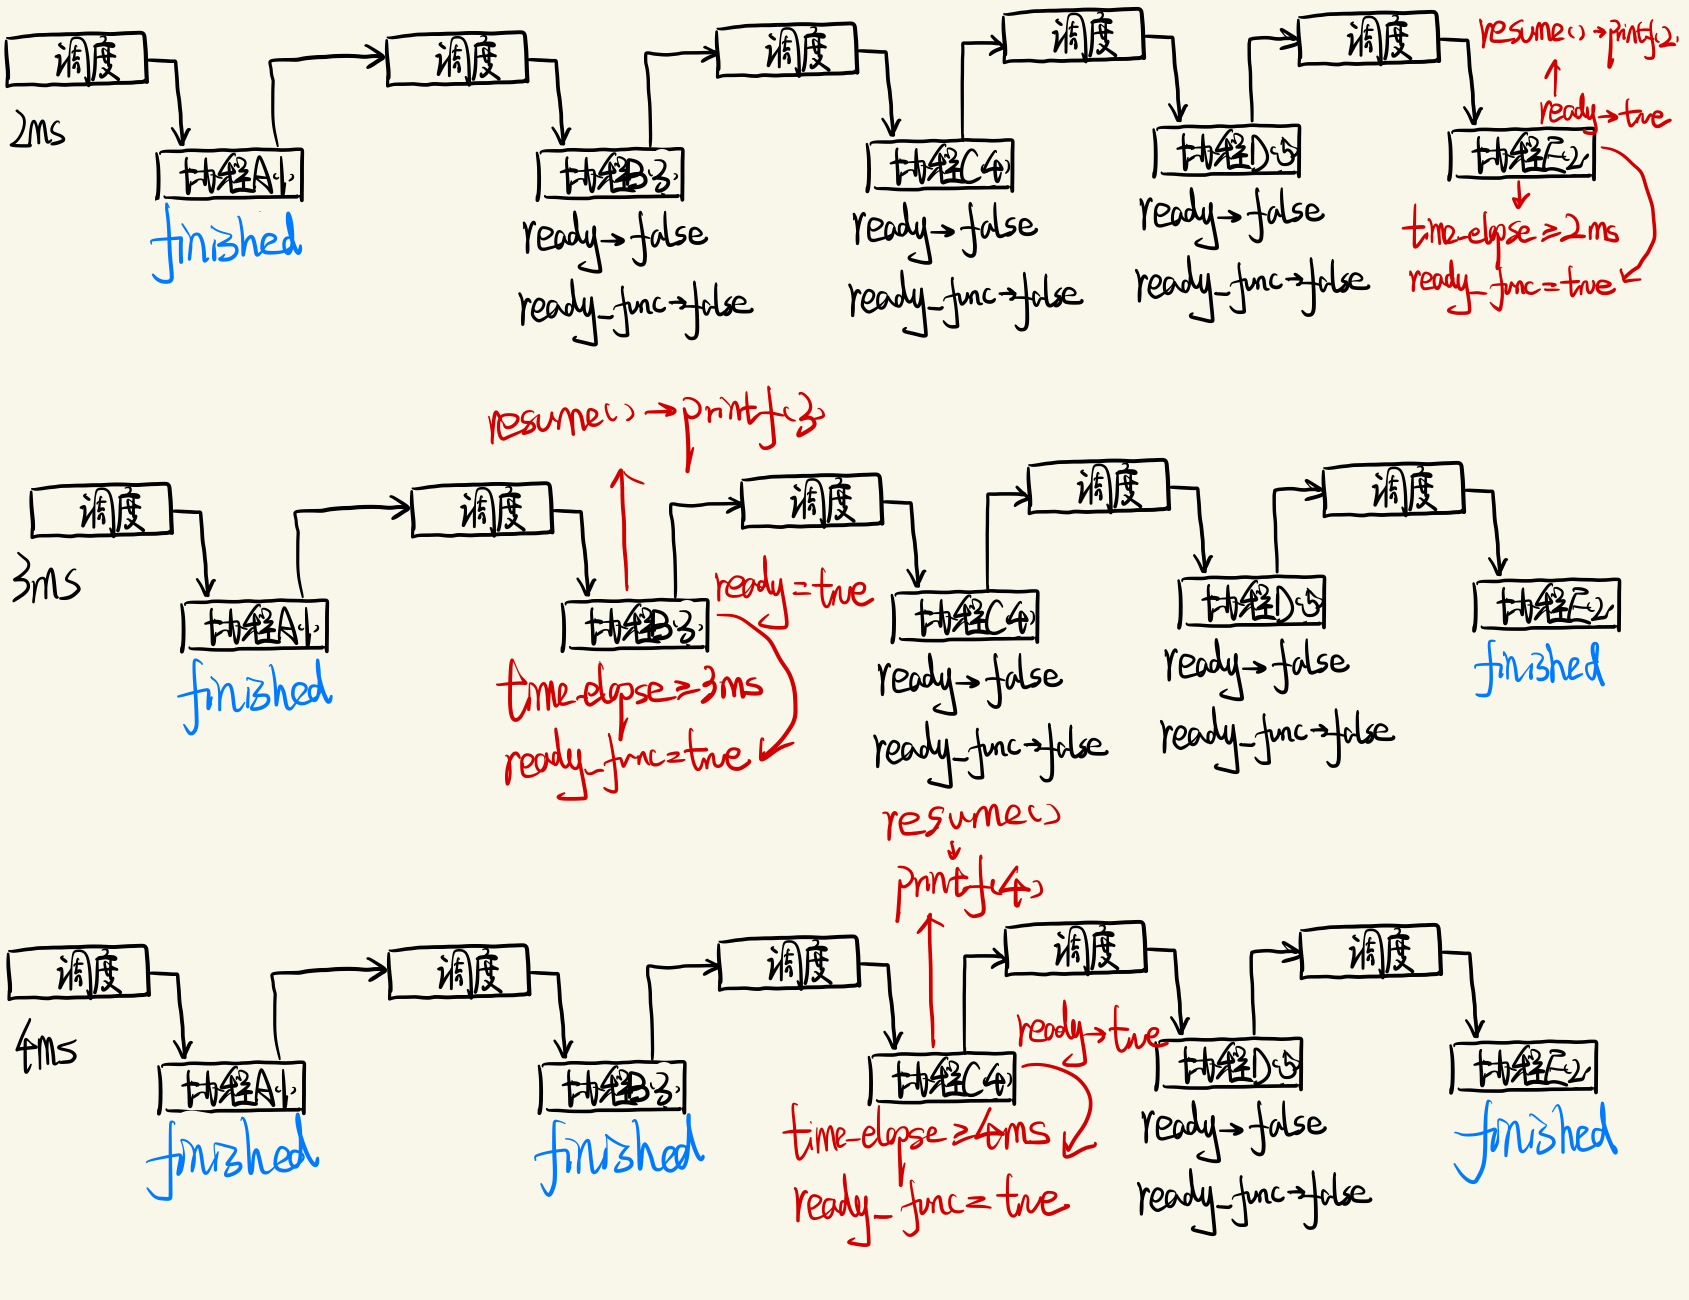 调度 调度 调度 调度 调度 resume()→printf(2)
2ms ready→true
协程A(1) 协程B(3) 协程C(4) 协程D(5) 协程E(2)
finished ready→false ready→false ready→false time_elapse≥2ms
ready_func→false ready_func→false ready_func→false ready_func=true
resume()→printf(3)
调度 调度 调度 调度 调度
3ms ready=true
协程A(1) 协程B(3) 协程C(4) 协程D(5) 协程E(2)
finished time_elapse≥3ms ready→false ready→false finished
ready_func=true ready_func→false ready_func→false
resume()
↓
printf(4)
调度 调度 调度 调度 调度
4ms ready→true
协程A(1) 协程B(3) 协程C(4) 协程D(5) 协程E(2)
finished finished time_elapse≥4ms ready→false finished
ready_func=true ready_func→false